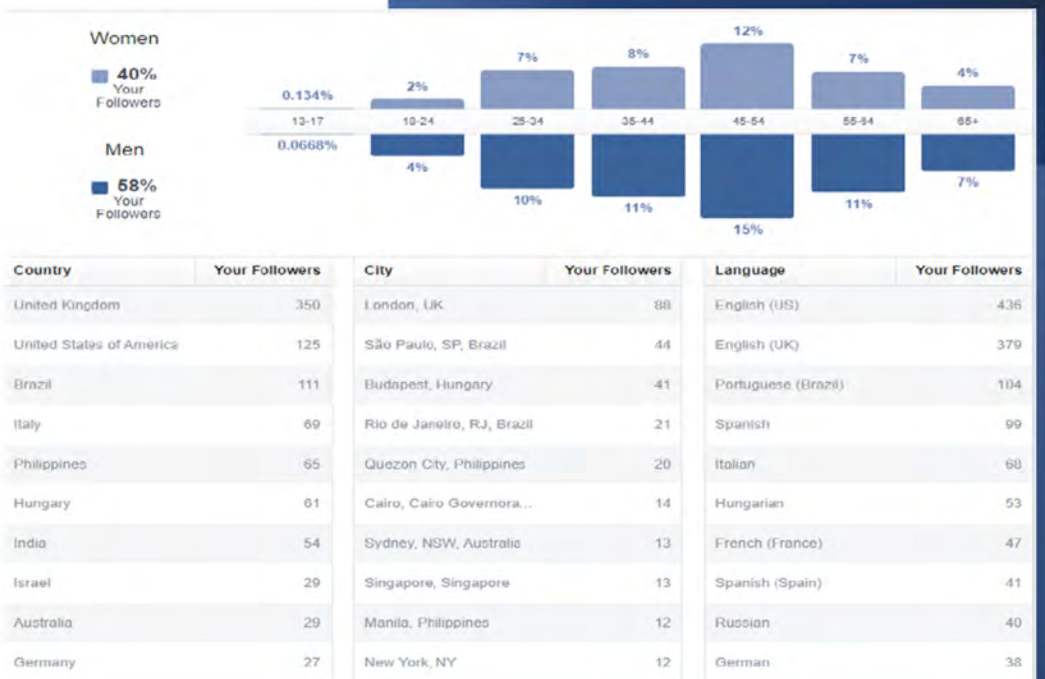 Women
40%
Your
Followers
Men
58%
Your
Followers
0.134% 2% 7% 8% 12% 7% 4%
13-17 18-24 25-34 35-44 45-54 55-64 65+
0.0668% 4% 10% 11% 15% 11% 7%
Country Your Followers City Your Followers Language Your Followers
United Kingdom 350 London, UK 88 English (US) 436
United States of America 125 São Paulo, SP, Brazil 44 English (UK) 379
Brazil 111 Budapest, Hungary 41 Portuguese (Brazil) 104
Italy 69 Rio de Janeiro, RJ, Brazil 21 Spanish 99
Philippines 65 Quezon City, Philippines 20 Italian 68
Hungary 61 Cairo, Cairo Governora... 14 Hungarian 53
India 54 Sydney, NSW, Australia 13 French (France) 47
Israel 29 Singapore, Singapore 13 Spanish (Spain) 41
Australia 29 Manila, Philippines 12 Russian 40
Germany 27 New York, NY 12 German 38